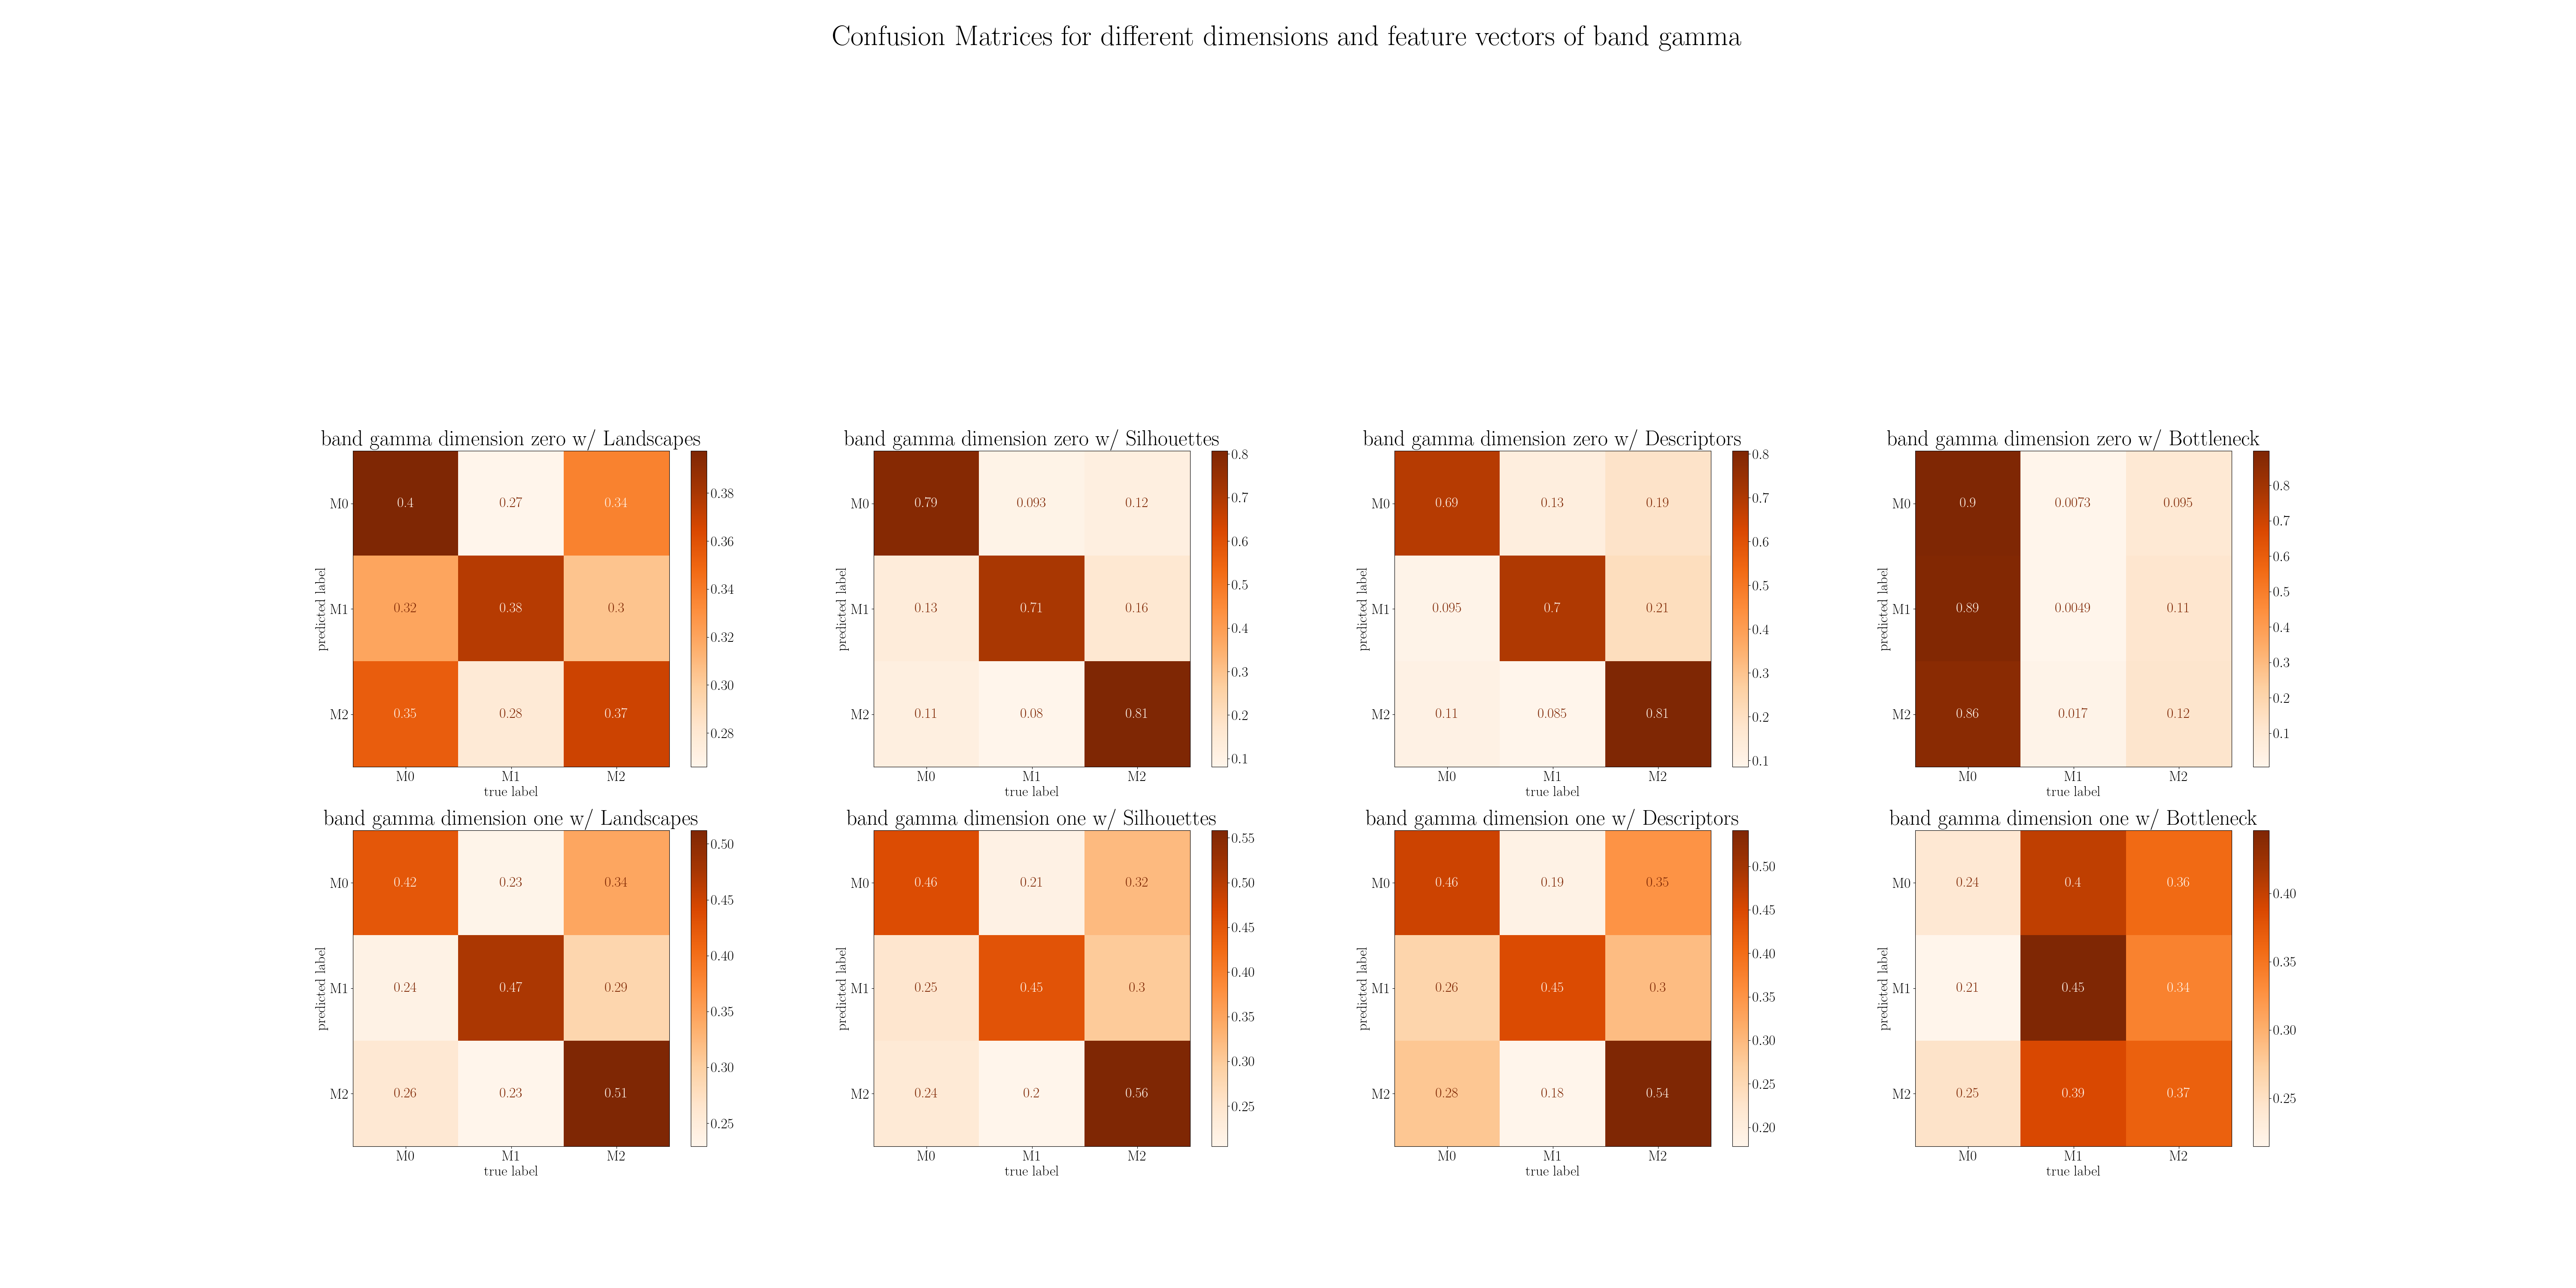 Confusion Matrices for different dimensions and feature vectors of band gamma
band gamma dimension zero w/ Landscapes
M0 0.4 0.27 0.34
M1 0.32 0.38 0.3
M2 0.35 0.28 0.37
M0 M1 M2
true label
predicted label
0.38
0.36
0.34
0.32
0.30
0.28
band gamma dimension zero w/ Silhouettes
M0 0.79 0.093 0.12
M1 0.13 0.71 0.16
M2 0.11 0.08 0.81
M0 M1 M2
true label
predicted label
0.8
0.7
0.6
0.5
0.4
0.3
0.2
0.1
band gamma dimension zero w/ Descriptors
M0 0.69 0.13 0.19
M1 0.095 0.7 0.21
M2 0.11 0.085 0.81
M0 M1 M2
true label
predicted label
0.8
0.7
0.6
0.5
0.4
0.3
0.2
0.1
band gamma dimension zero w/ Bottleneck
M0 0.9 0.0073 0.095
M1 0.89 0.0049 0.11
M2 0.86 0.017 0.12
M0 M1 M2
true label
predicted label
0.8
0.7
0.6
0.5
0.4
0.3
0.2
0.1
band gamma dimension one w/ Landscapes
M0 0.42 0.23 0.34
M1 0.24 0.47 0.29
M2 0.26 0.23 0.51
M0 M1 M2
true label
predicted label
0.50
0.45
0.40
0.35
0.30
0.25
band gamma dimension one w/ Silhouettes
M0 0.46 0.21 0.32
M1 0.25 0.45 0.3
M2 0.24 0.2 0.56
M0 M1 M2
true label
predicted label
0.55
0.50
0.45
0.40
0.35
0.30
0.25
band gamma dimension one w/ Descriptors
M0 0.46 0.19 0.35
M1 0.26 0.45 0.3
M2 0.28 0.18 0.54
M0 M1 M2
true label
predicted label
0.50
0.45
0.40
0.35
0.30
0.25
0.20
band gamma dimension one w/ Bottleneck
M0 0.24 0.4 0.36
M1 0.21 0.45 0.34
M2 0.25 0.39 0.37
M0 M1 M2
true label
predicted label
0.40
0.35
0.30
0.25